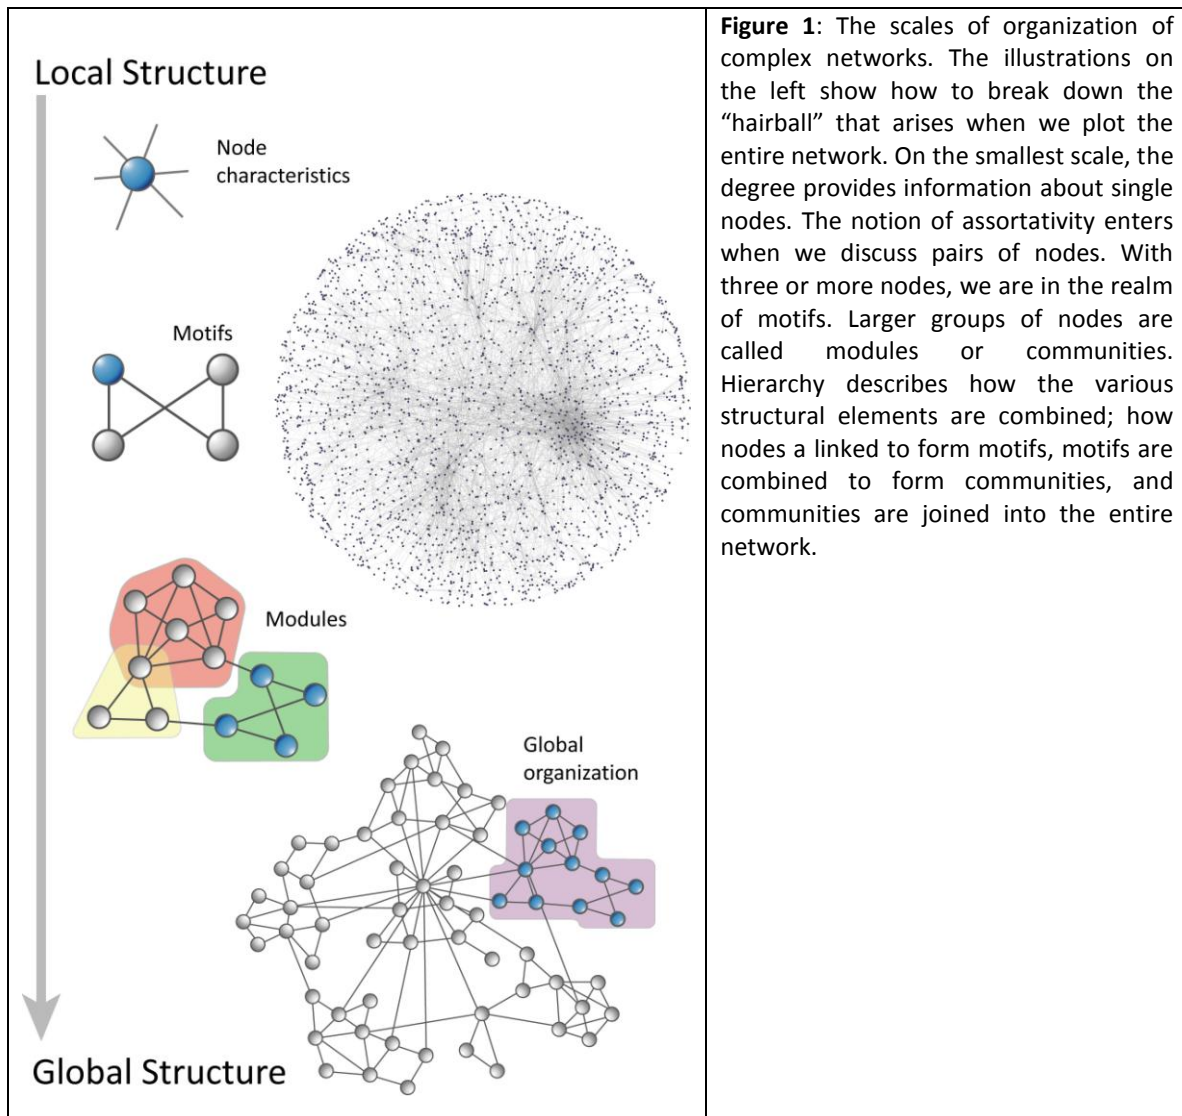 Local Structure
Node
characteristics
Motifs
Modules
Global
organization
Global Structure
Figure 1: The scales of organization of
complex networks. The illustrations on
the left show how to break down the
“hairball” that arises when we plot the
entire network. On the smallest scale, the
degree provides information about single
nodes. The notion of assortativity enters
when we discuss pairs of nodes. With
three or more nodes, we are in the realm
of motifs. Larger groups of nodes are
called modules or communities.
Hierarchy describes how the various
structural elements are combined; how
nodes a linked to form motifs, motifs are
combined to form communities, and
communities are joined into the entire
network.